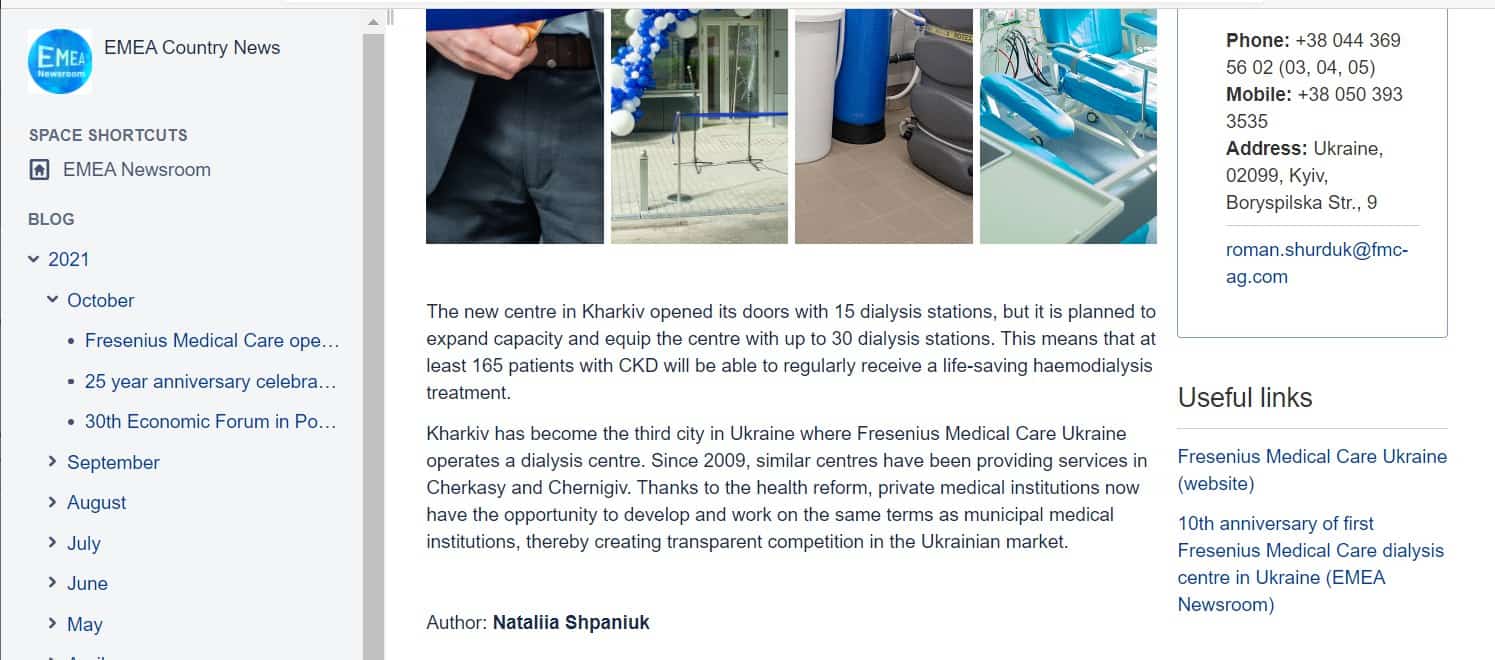 EMEA
Newsroom
EMEA Country News
SPACE SHORTCUTS
EMEA Newsroom
BLOG
2021
October
Fresenius Medical Care ope…
25 year anniversary celebra…
30th Economic Forum in Po…
September
August
July
June
May
The new centre in Kharkiv opened its doors with 15 dialysis stations, but it is planned to
expand capacity and equip the centre with up to 30 dialysis stations. This means that at
least 165 patients with CKD will be able to regularly receive a life-saving haemodialysis
treatment.
Kharkiv has become the third city in Ukraine where Fresenius Medical Care Ukraine
operates a dialysis centre. Since 2009, similar centres have been providing services in
Cherkasy and Chernigiv. Thanks to the health reform, private medical institutions now
have the opportunity to develop and work on the same terms as municipal medical
institutions, thereby creating transparent competition in the Ukrainian market.
Author: Nataliia Shpaniuk
Phone: +38 044 369
56 02 (03, 04, 05)
Mobile: +38 050 393
3535
Address: Ukraine,
02099, Kyiv,
Boryspilska Str., 9
roman.shurduk@fmc-
ag.com
Useful links
Fresenius Medical Care Ukraine
(website)
10th anniversary of first
Fresenius Medical Care dialysis
centre in Ukraine (EMEA
Newsroom)